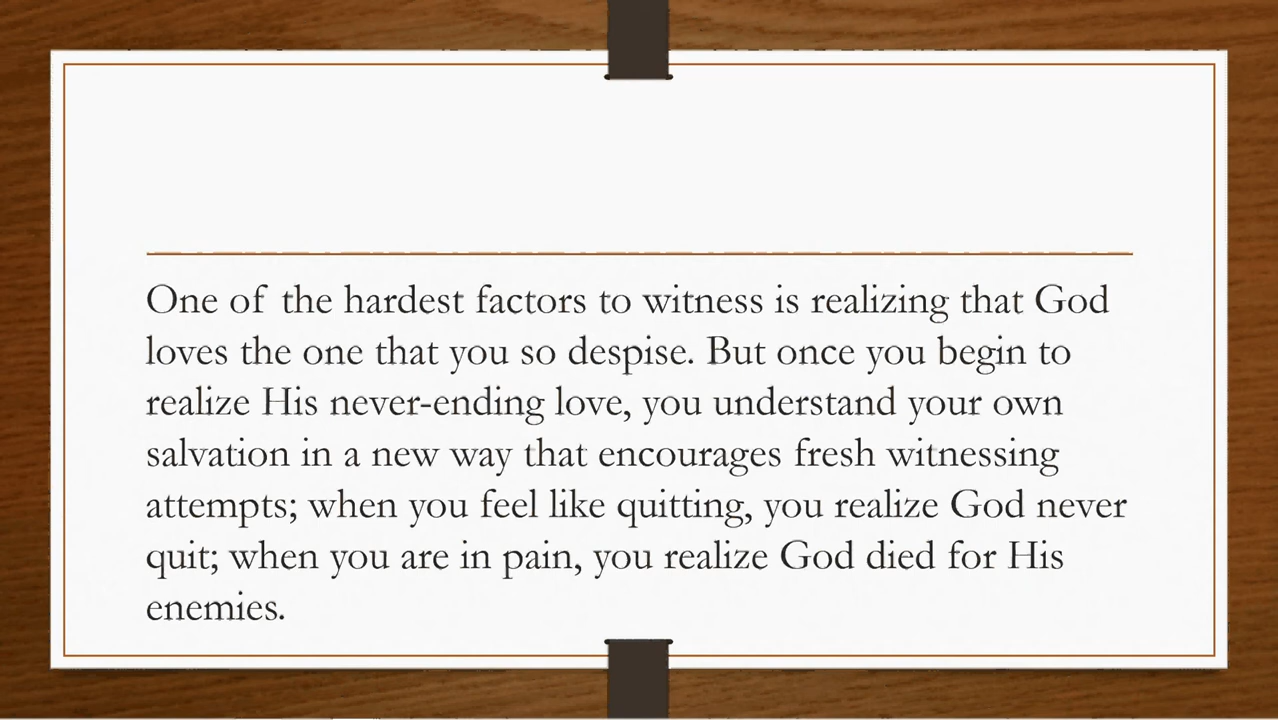 One of the hardest factors to witness is realizing that God
loves the one that you so despise. But once you begin to
realize His never-ending love, you understand your own
salvation in a new way that encourages fresh witnessing
attempts; when you feel like quitting, you realize God never
quit; when you are in pain, you realize God died for His
enemies.